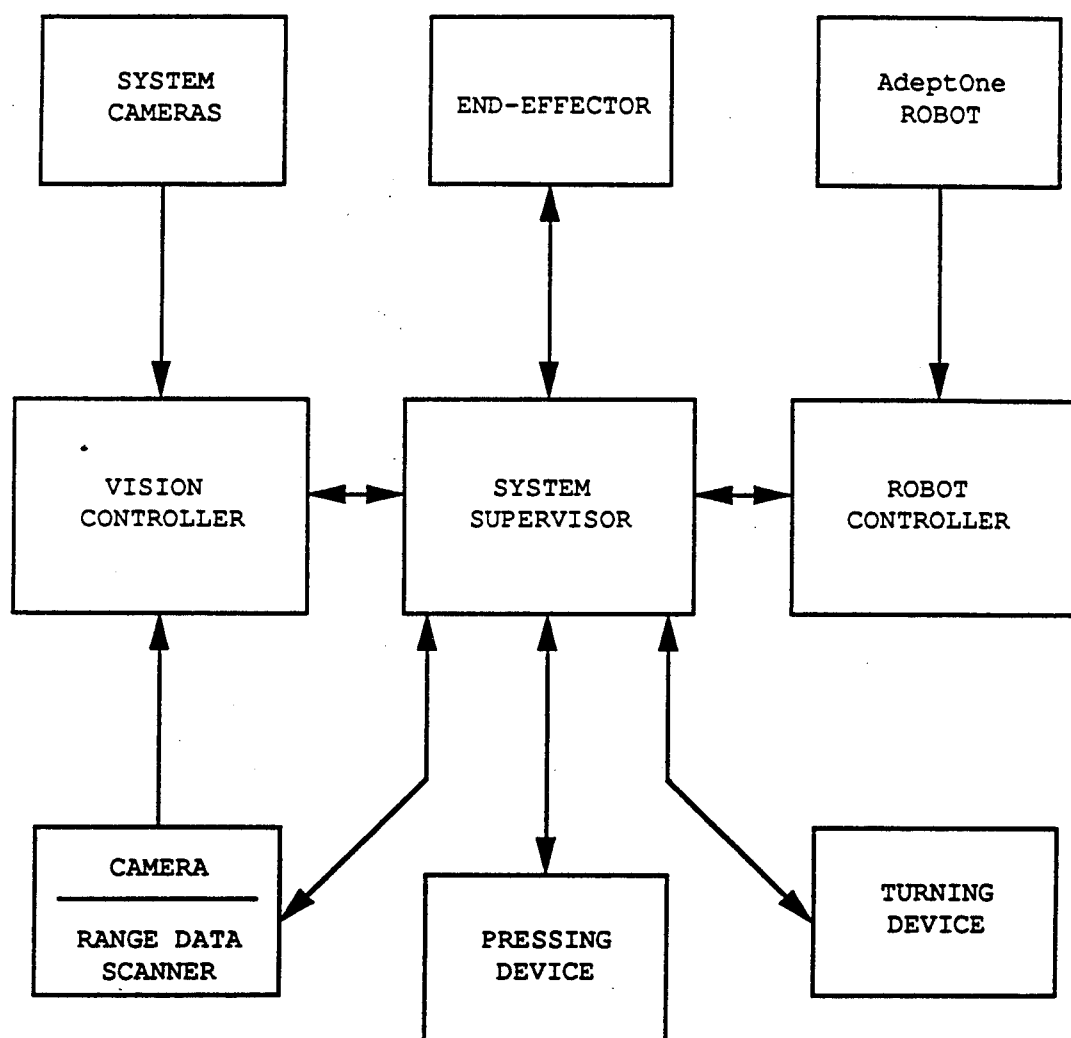 SYSTEM
CAMERAS
END-EFFECTOR
AdeptOne
ROBOT
VISION
CONTROLLER
SYSTEM
SUPERVISOR
ROBOT
CONTROLLER
CAMERA
RANGE DATA
SCANNER
PRESSING
DEVICE
TURNING
DEVICE